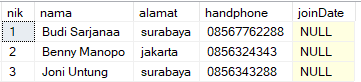 nik nama alamat handphone joinDate
1 Budi Sarjanaa surabaya 08567762288 NULL
2 Benny Manopo jakarta 0856324343 NULL
3 Joni Untung surabaya 0856343288 NULL